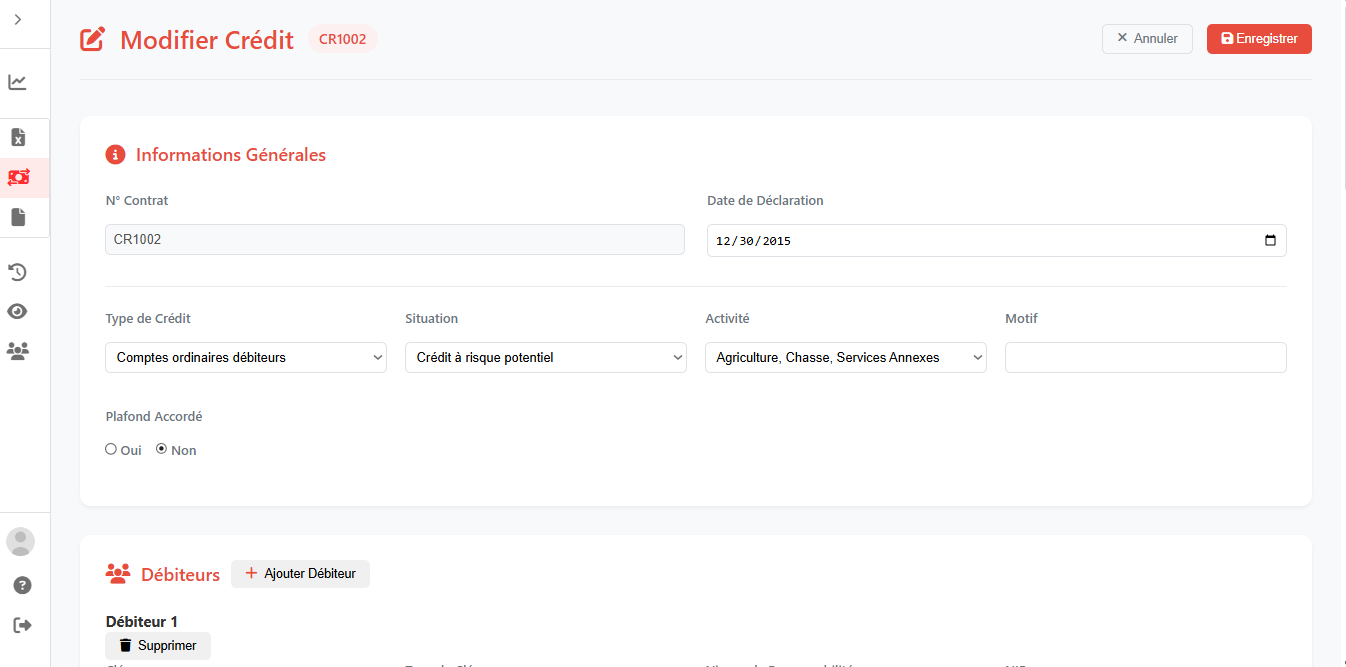 Modifier Crédit CR1002 Annuler Enregistrer
Informations Générales
N° Contrat Date de Déclaration
CR1002 12/30/2015
Type de Crédit Situation Activité Motif
Comptes ordinaires débiteurs Crédit à risque potentiel Agriculture, Chasse, Services Annexes
Plafond Accordé
Oui Non
Débiteurs Ajouter Débiteur
Débiteur 1
Supprimer